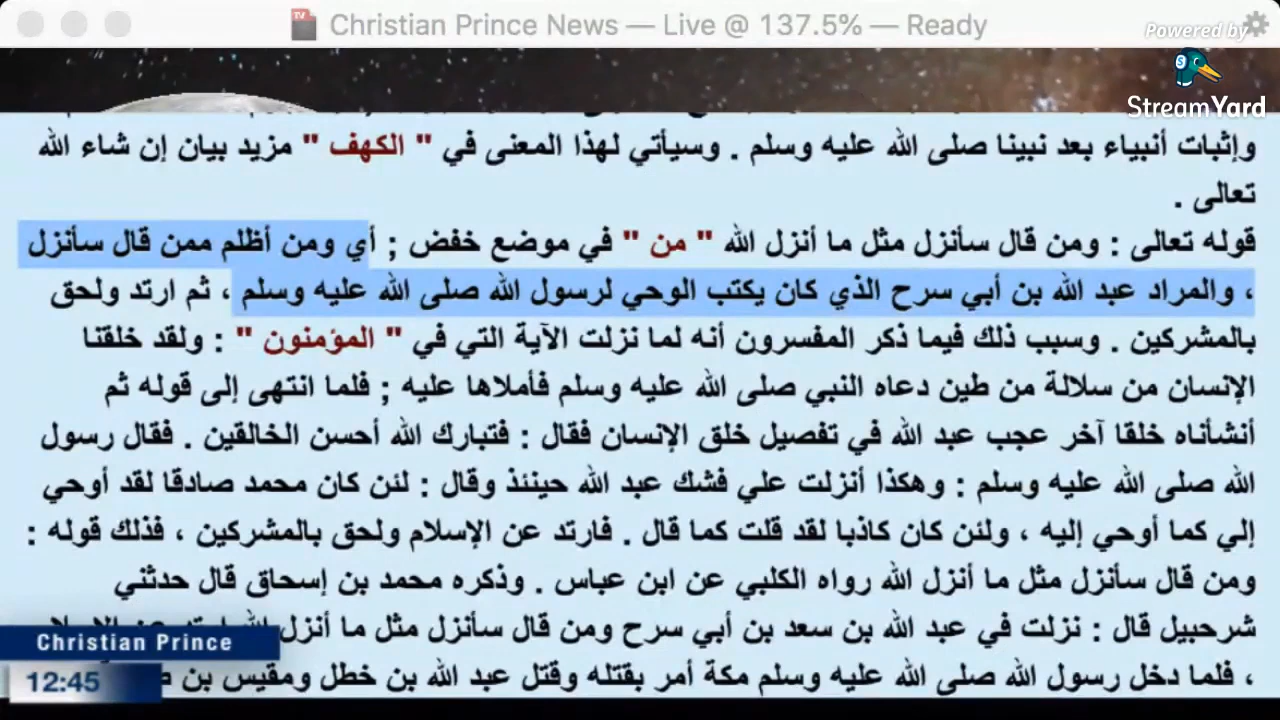 Christian Prince News — Live @ 137.5% — Ready
Powered by
StreamYard
وإثبات أنبياء بعد نبينا صلى الله عليه وسلم . وسيأتي لهذا المعنى في " الكهف " مزيد بيان إن شاء الله
تعالى .
قوله تعالى : ومن قال سأنزل مثل ما أنزل الله " من " في موضع خفض ; أي ومن أظلم ممن قال سأنزل
، والمراد عبد الله بن أبي سرح الذي كان يكتب الوحي لرسول الله صلى الله عليه وسلم ، ثم ارتد ولحق
بالمشركين . وسبب ذلك فيما ذكر المفسرون أنه لما نزلت الآية التي في " المؤمنون " : ولقد خلقنا
الإنسان من سلالة من طين دعاه النبي صلى الله عليه وسلم فأملاها عليه ; فلما انتهى إلى قوله ثم
أنشأناه خلقا آخر عجب عبد الله في تفصيل خلق الإنسان فقال : فتبارك الله أحسن الخالقين . فقال رسول
الله صلى الله عليه وسلم : وهكذا أنزلت علي فشك عبد الله حينئذ وقال : لئن كان محمد صادقا لقد أوحي
إلي كما أوحي إليه ، ولئن كان كاذبا لقد قلت كما قال . فارتد عن الإسلام ولحق بالمشركين ، فذلك قوله :
ومن قال سأنزل مثل ما أنزل الله رواه الكلبي عن ابن عباس . وذكره محمد بن إسحاق قال حدثني
شرحبيل قال : نزلت في عبد الله بن سعد بن أبي سرح ومن قال سأنزل مثل ما أنزل
، فلما دخل رسول الله صلى الله عليه وسلم مكة أمر بقتله وقتل عبد الله بن خطل ومقيس بن
Christian Prince
12:45